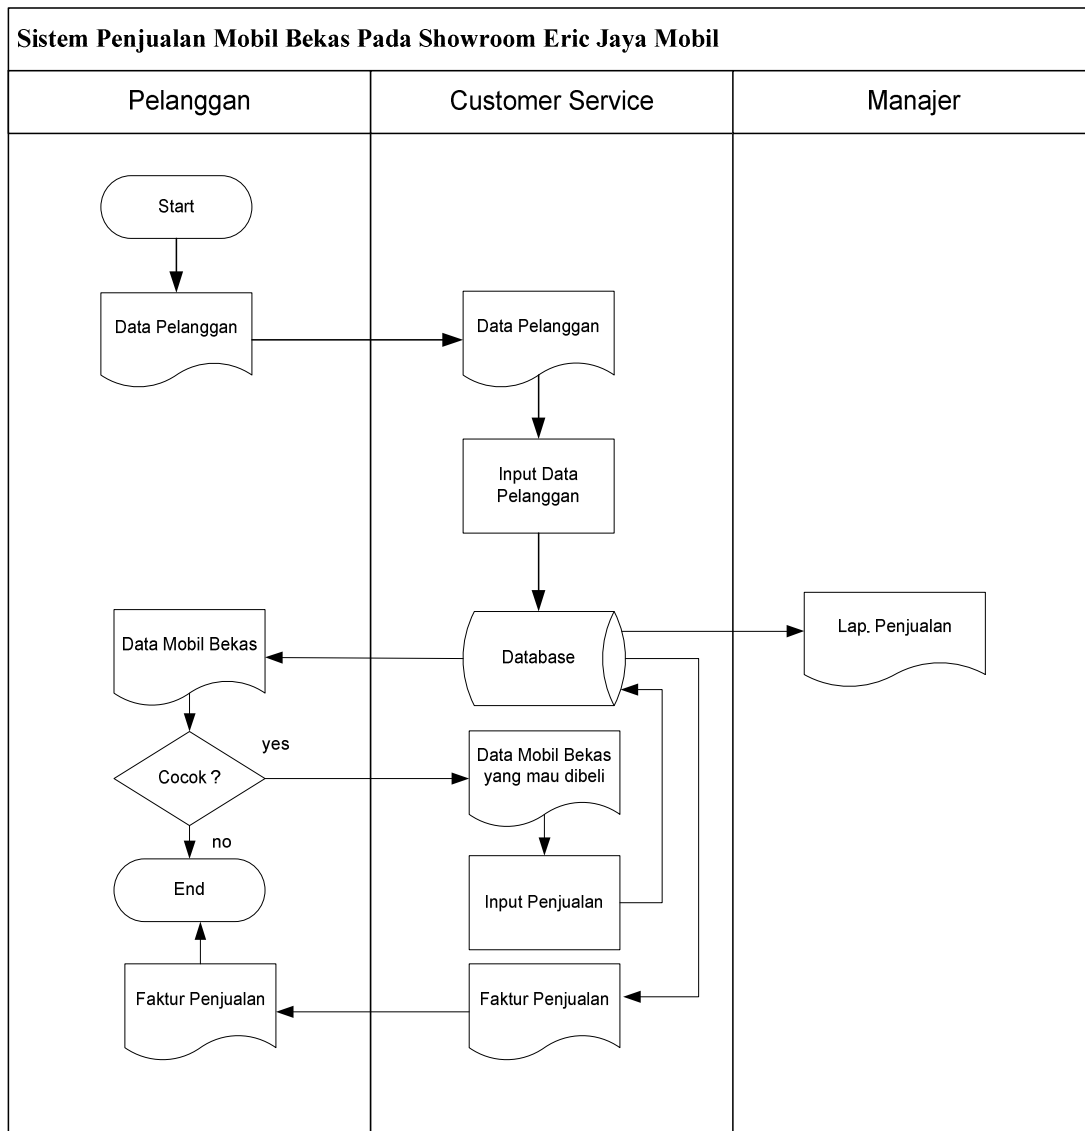 Sistem Penjualan Mobil Bekas Pada Showroom Eric Jaya Mobil
Pelanggan
Customer Service
Manajer
Start
Data Pelanggan
Data Pelanggan
Input Data
Pelanggan
Database
Lap. Penjualan
Data Mobil Bekas
yes
Cocok ?
Data Mobil Bekas
yang mau dibeli
no
End
Input Penjualan
Faktur Penjualan
Faktur Penjualan